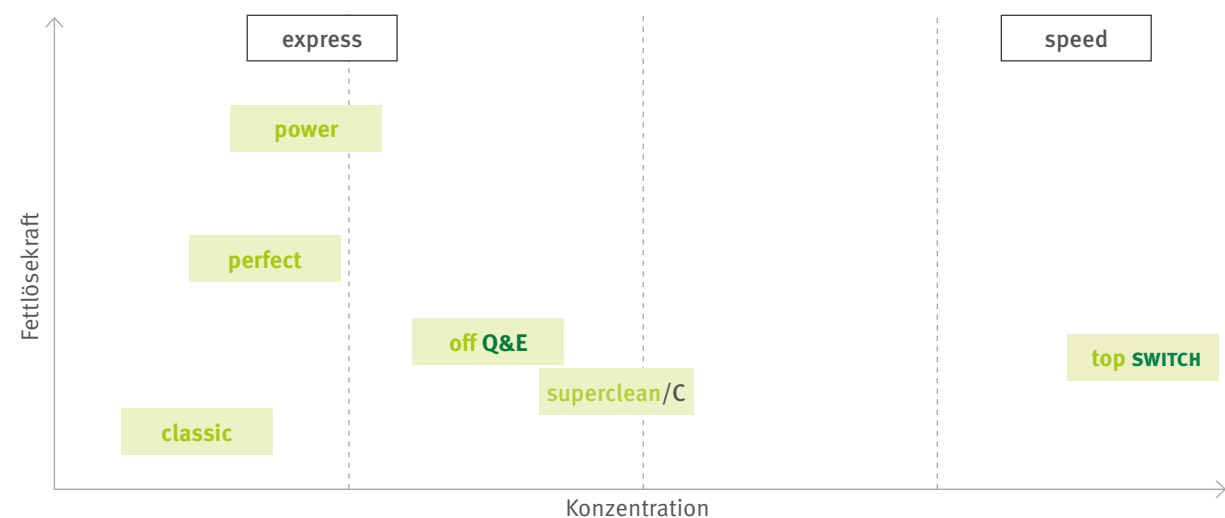 express
speed
power
perfect
off Q&E
top SWITCH
superclean/C
classic
Fettlösekraft
Konzentration